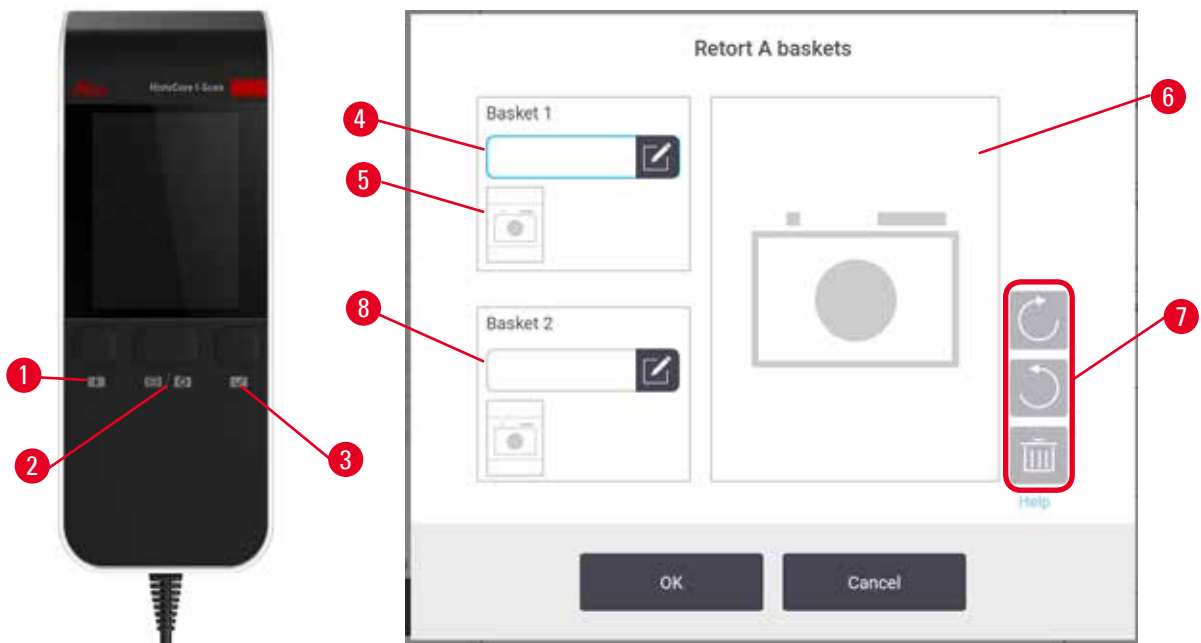 Leica
HistoCore I-Scan
1
2
3
Retort A baskets
Basket 1
4
5
6
Basket 2
8
7
Help
OK
Cancel